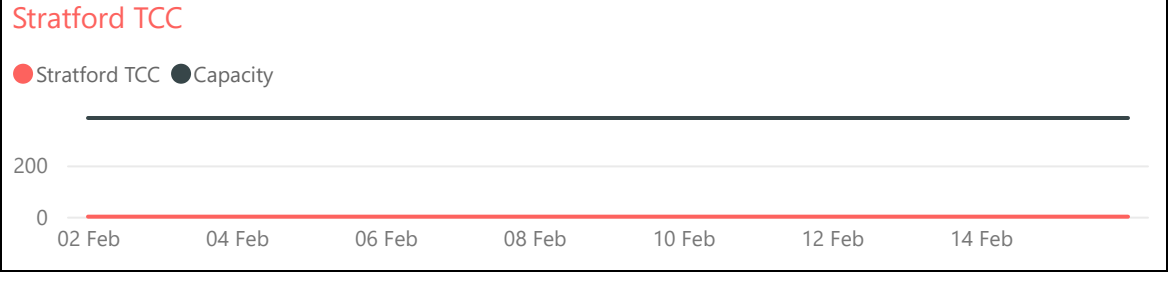 Stratford TCC
Stratford TCC Capacity
200
0
02 Feb 04 Feb 06 Feb 08 Feb 10 Feb 12 Feb 14 Feb